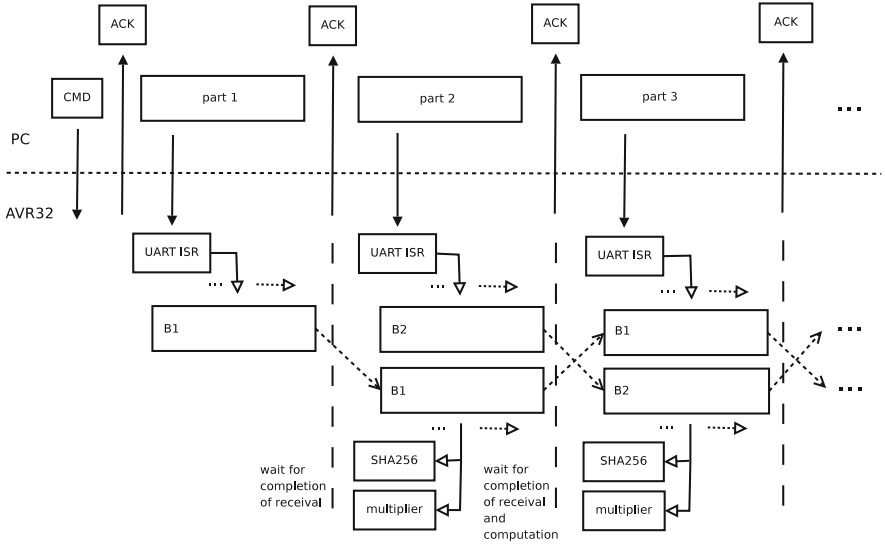 ACK
ACK
ACK
ACK
CMD
part 1
part 2
part 3
...
PC
AVR32
UART ISR
UART ISR
UART ISR
...
...
...
B1
B2
B1
...
B1
B2
...
...
...
SHA256
SHA256
wait for
completion
of receival
wait for
completion
of receival
and
computation
multiplier
multiplier